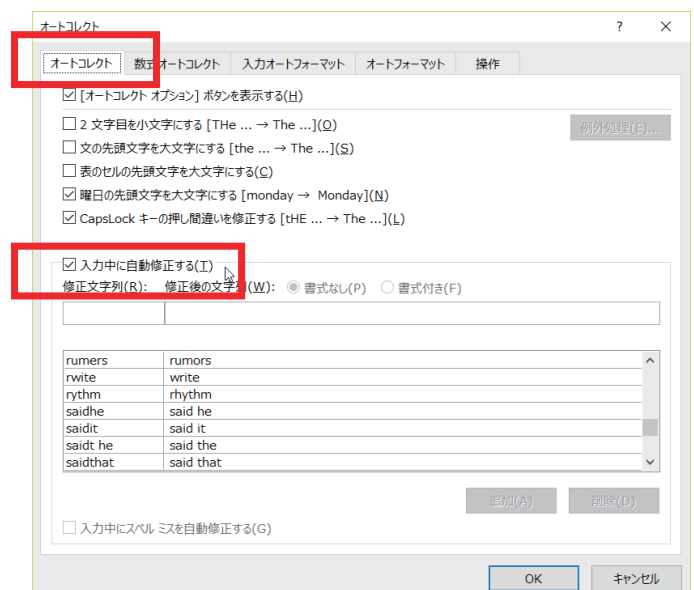 オートコレクト ? ×
オートコレクト 数式オートコレクト 入力オートフォーマット オートフォーマット 操作
[オートコレクト オプション] ボタンを表示する(H)
2 文字目を小文字にする [THe ... → The ...](O) 例外処理(E)...
文の先頭文字を大文字にする [the ... → The ...](S)
表のセルの先頭文字を大文字にする(C)
曜日の先頭文字を大文字にする [monday → Monday](N)
CapsLock キーの押し間違いを修正する [tHE ... → The ...](L)
入力中に自動修正する(T)
修正文字列(R): 修正後の文字列(W): 書式なし(P) 書式付き(F)
rumers rumors
rwite write
rythm rhythm
saidhe said he
saidit said it
saidt he said the
saidthat said that
追加(A) 削除(D)
入力中にスペル ミスを自動修正する(G)
OK キャンセル